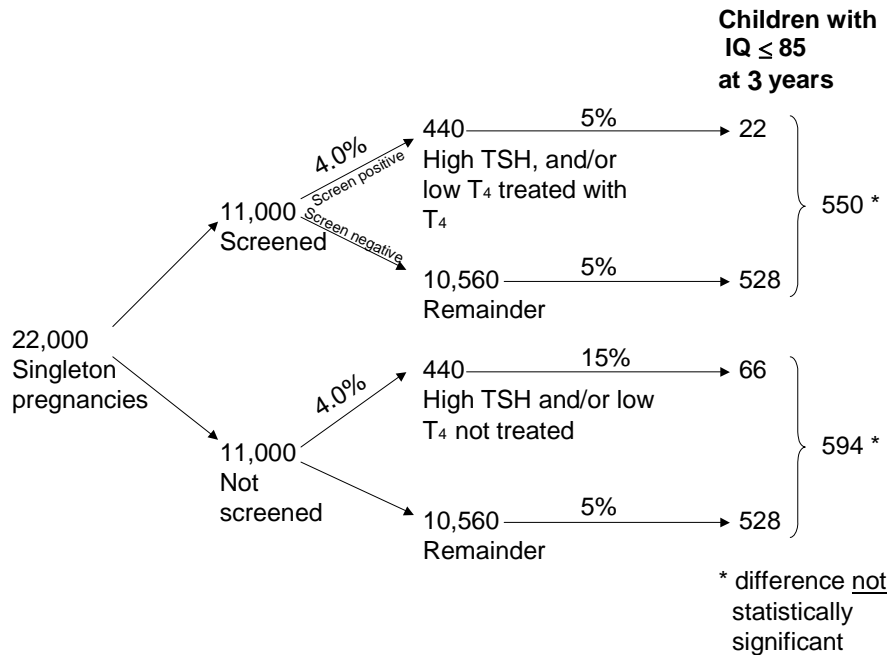 Children with
IQ ≤ 85
at 3 years
440
5%
22
4.0%
Screen positive
High TSH, and/or
low T₄ treated with
T₄
11,000
Screened
550 *
Screen negative
10,560
5%
528
Remainder
22,000
Singleton
pregnancies
440
15%
66
4.0%
High TSH and/or low
T₄ not treated
11,000
Not
screened
594 *
10,560
5%
528
Remainder
* difference not
statistically
significant